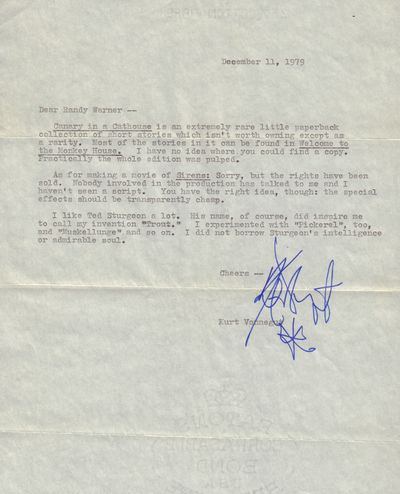 December 11, 1979
Dear Randy Warner --
Canary in a Cathouse is an extremely rare little paperback
collection of short stories which isn't worth owning except as
a rarity. Most of the stories in it can be found in Welcome to
the Monkey House. I have no idea where you could find a copy.
Practically the whole edition was pulped.
As for making a movie of Sirens: Sorry, but the rights have been
sold. Nobody involved in the production has talked to me and I
haven't seen a script. You have the right idea, though: the special
effects should be transparently cheap.
I like Ted Sturgeon a lot. His name, of course, did inspire me
to call my invention "Trout." I experimented with "Pickerel", too,
and "Muskellunge" and so on. I did not borrow Sturgeon's intelligence
or admirable soul.
Cheers --
Kurt Vonnegut
BOND